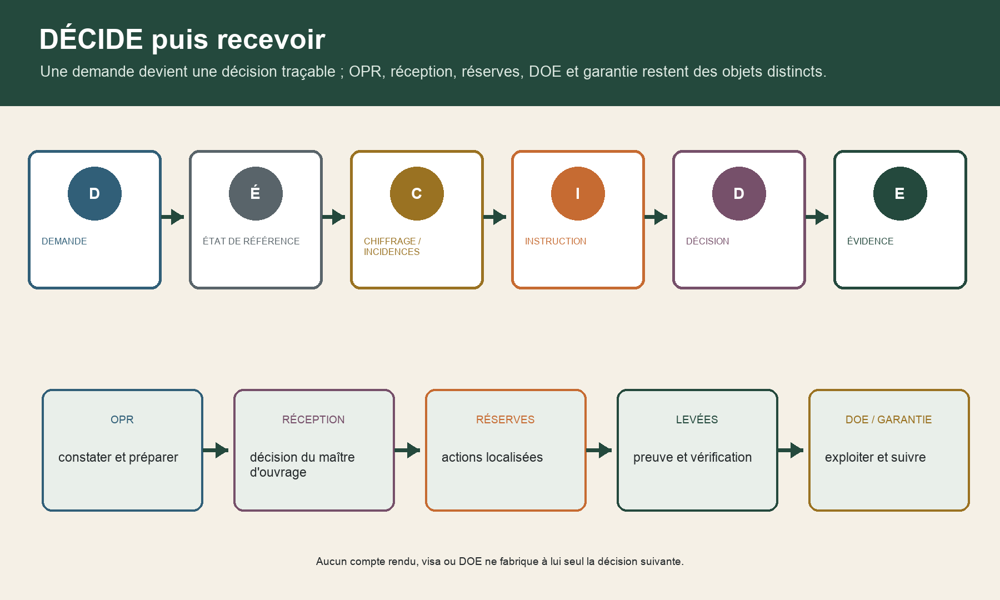 DÉCIDE puis recevoir
Une demande devient une décision traçable ; OPR, réception, réserves, DOE et garantie restent des objets distincts.
D
É
C
I
D
E
DEMANDE
ÉTAT DE RÉFÉRENCE
CHIFFRAGE /
INCIDENCES
INSTRUCTION
DÉCISION
ÉVIDENCE
OPR
constater et préparer
RÉCEPTION
décision du maître
d'ouvrage
RÉSERVES
actions localisées
LEVÉES
preuve et vérification
DOE / GARANTIE
exploiter et suivre
Aucun compte rendu, visa ou DOE ne fabrique à lui seul la décision suivante.